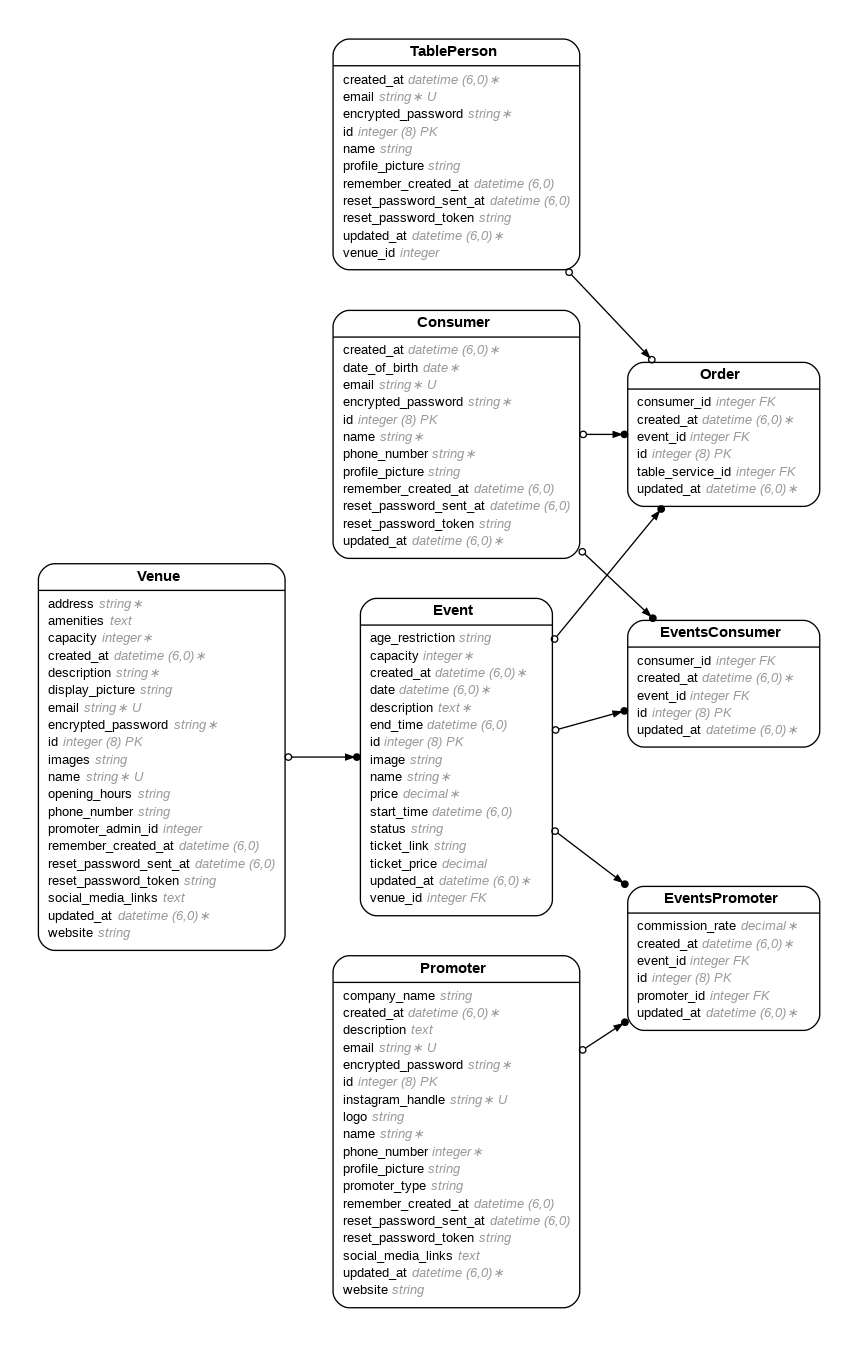 TablePerson
created_at datetime (6,0)∗
email string∗ U
encrypted_password string∗
id integer (8) PK
name string
profile_picture string
remember_created_at datetime (6,0)
reset_password_sent_at datetime (6,0)
reset_password_token string
updated_at datetime (6,0)∗
venue_id integer
Consumer
created_at datetime (6,0)∗
date_of_birth date∗
email string∗ U
encrypted_password string∗
id integer (8) PK
name string∗
phone_number string∗
profile_picture string
remember_created_at datetime (6,0)
reset_password_sent_at datetime (6,0)
reset_password_token string
updated_at datetime (6,0)∗
Order
consumer_id integer FK
created_at datetime (6,0)∗
event_id integer FK
id integer (8) PK
table_service_id integer FK
updated_at datetime (6,0)∗
Venue
address string∗
amenities text
capacity integer∗
created_at datetime (6,0)∗
description string∗
display_picture string
email string∗ U
encrypted_password string∗
id integer (8) PK
images string
name string∗ U
opening_hours string
phone_number string
promoter_admin_id integer
remember_created_at datetime (6,0)
reset_password_sent_at datetime (6,0)
reset_password_token string
social_media_links text
updated_at datetime (6,0)∗
website string
Event
age_restriction string
capacity integer∗
created_at datetime (6,0)∗
date datetime (6,0)∗
description text∗
end_time datetime (6,0)
id integer (8) PK
image string
name string∗
price decimal∗
start_time datetime (6,0)
status string
ticket_link string
ticket_price decimal
updated_at datetime (6,0)∗
venue_id integer FK
EventsConsumer
consumer_id integer FK
created_at datetime (6,0)∗
event_id integer FK
id integer (8) PK
updated_at datetime (6,0)∗
EventsPromoter
commission_rate decimal∗
created_at datetime (6,0)∗
event_id integer FK
id integer (8) PK
promoter_id integer FK
updated_at datetime (6,0)∗
Promoter
company_name string
created_at datetime (6,0)∗
description text
email string∗ U
encrypted_password string∗
id integer (8) PK
instagram_handle string∗ U
logo string
name string∗
phone_number integer∗
profile_picture string
promoter_type string
remember_created_at datetime (6,0)
reset_password_sent_at datetime (6,0)
reset_password_token string
social_media_links text
updated_at datetime (6,0)∗
website string